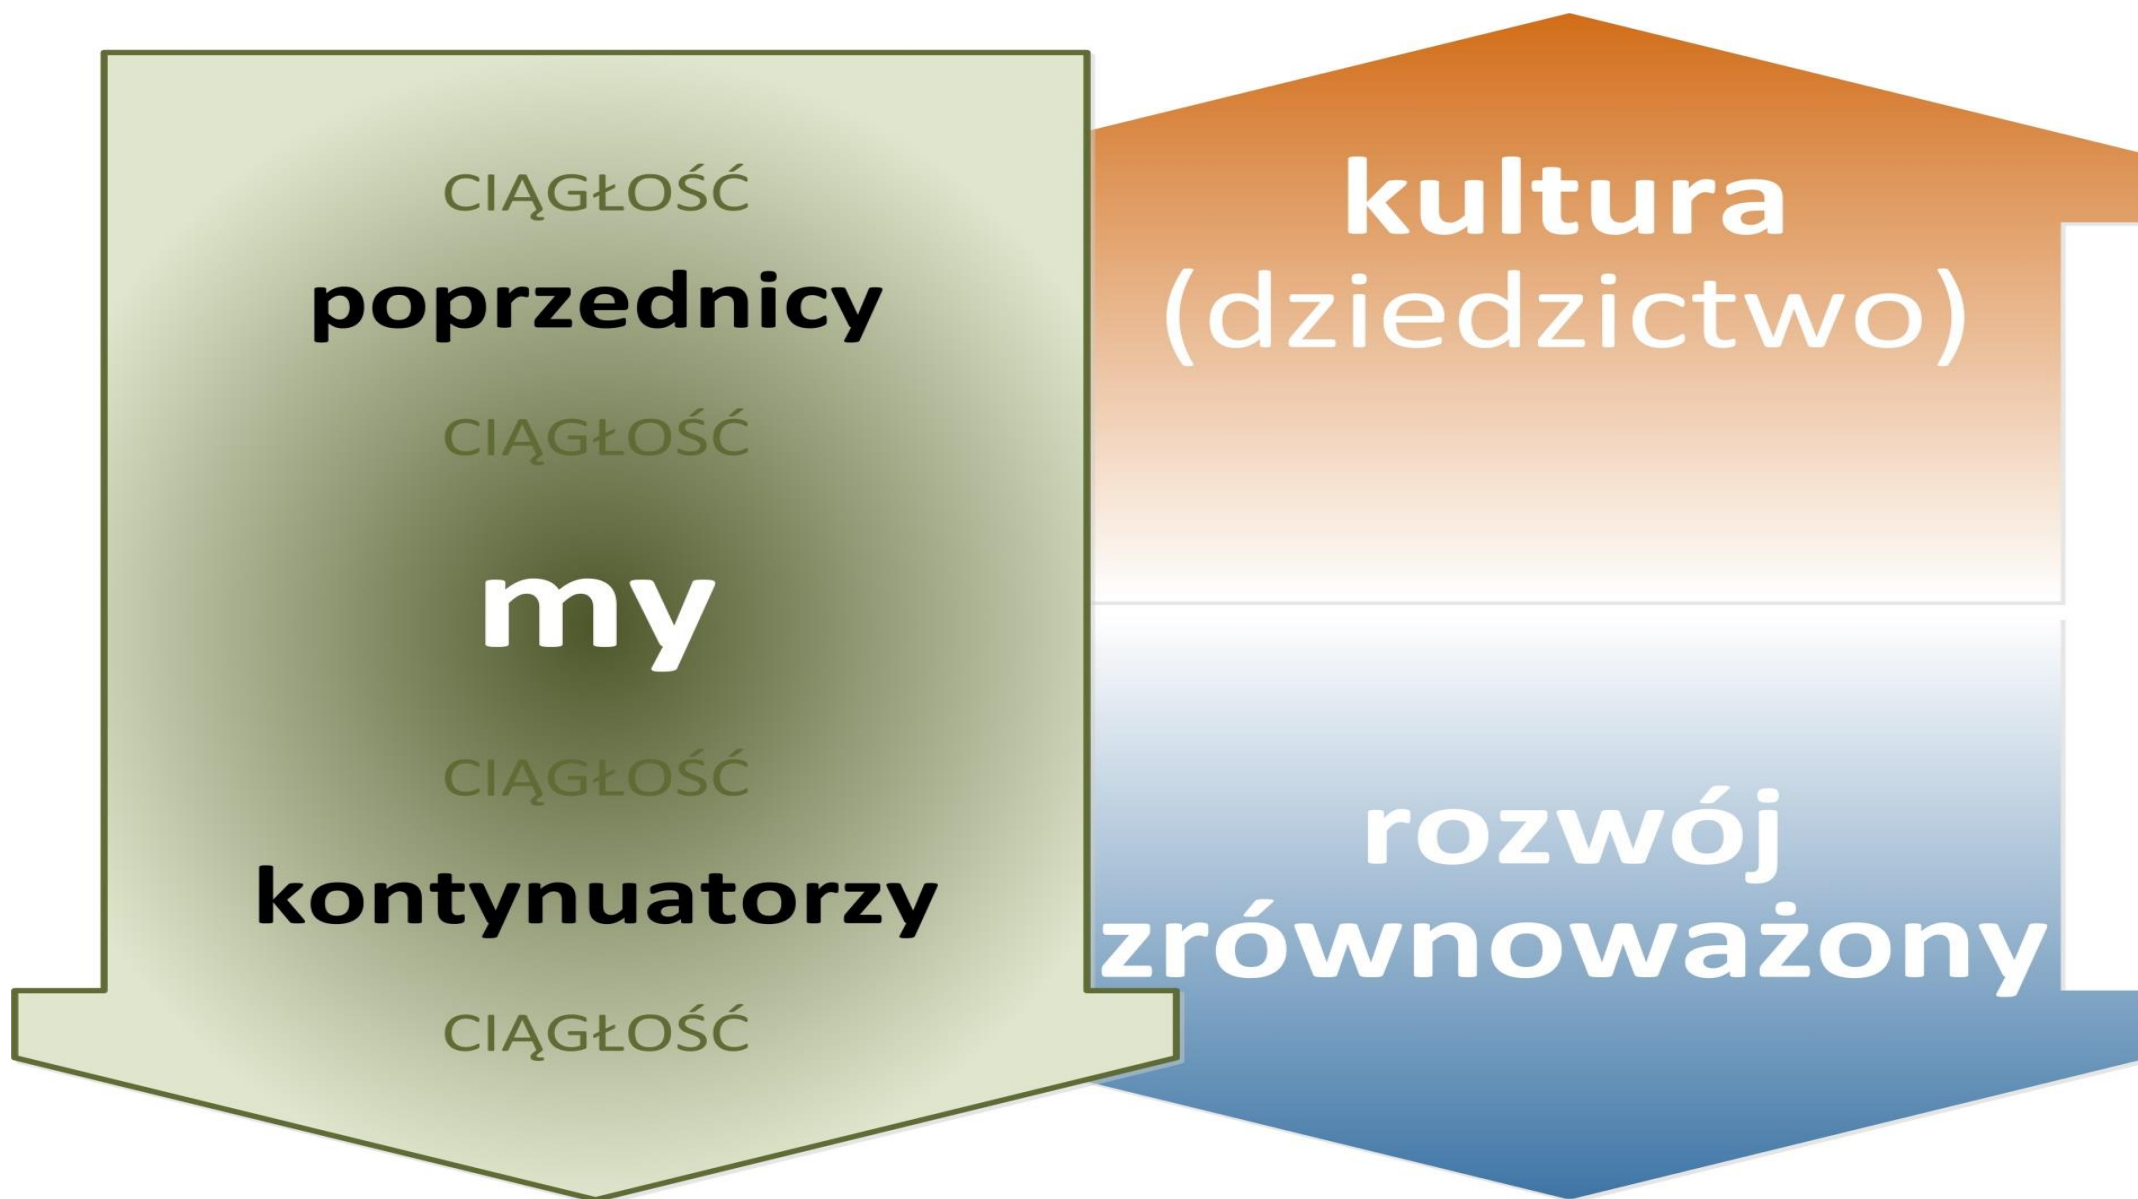 CIĄGŁOŚĆ
poprzednicy
CIĄGŁOŚĆ
my
CIĄGŁOŚĆ
kontynuatorzy
CIĄGŁOŚĆ
kultura
(dziedzictwo)
rozwój
zrównoważony